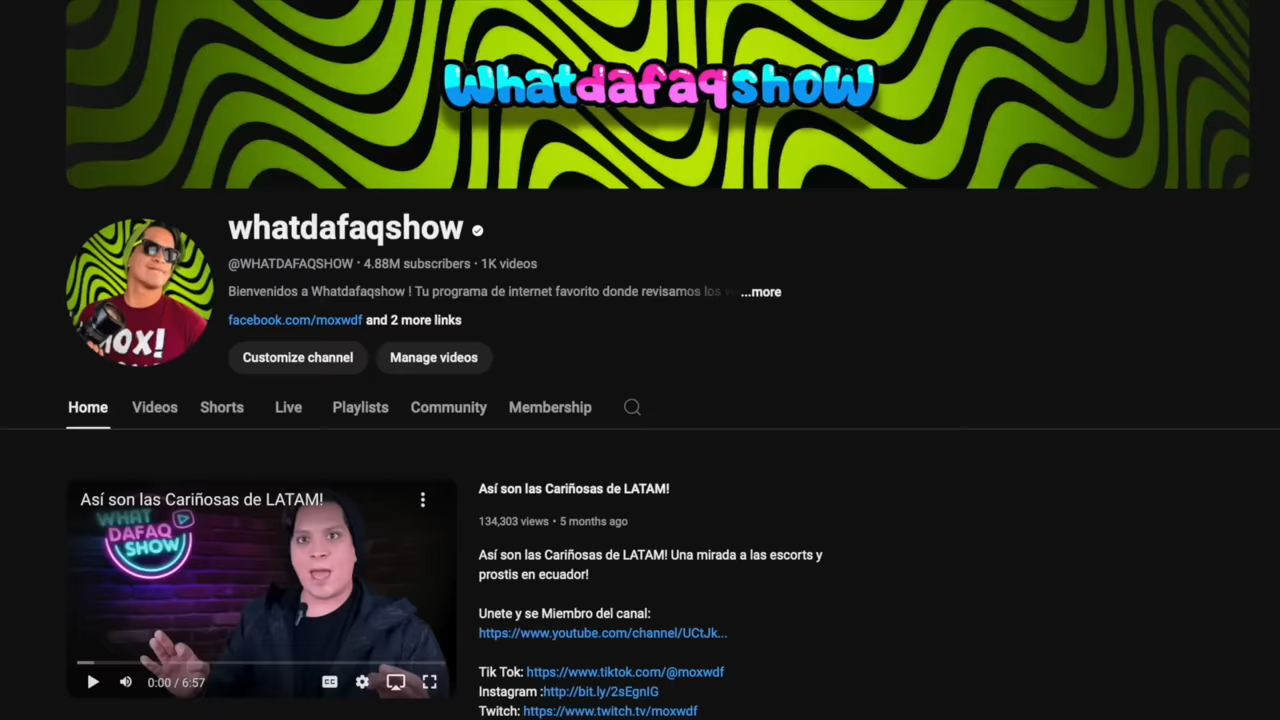 Whatdafaqshow
whatdafaqshow
@WHATDAFAQSHOW · 4.88M subscribers · 1K videos
Bienvenidos a Whatdafaqshow ! Tu programa de internet favorito donde revisamos los ...more
facebook.com/moxwdf and 2 more links
MOX!
Customize channel
Manage videos
Home
Videos
Shorts
Live
Playlists
Community
Membership
Así son las Cariñosas de LATAM!
WHAT
DAFAQ
SHOW
0:00 / 6:57
Así son las Cariñosas de LATAM!
134,303 views · 5 months ago
Así son las Cariñosas de LATAM! Una mirada a las escorts y
prostis en ecuador!
Unete y se Miembro del canal:
https://www.youtube.com/channel/UCtJk...
Tik Tok: https://www.tiktok.com/@moxwdf
Instagram :http://bit.ly/2sEgnIG
Twitch: https://www.twitch.tv/moxwdf